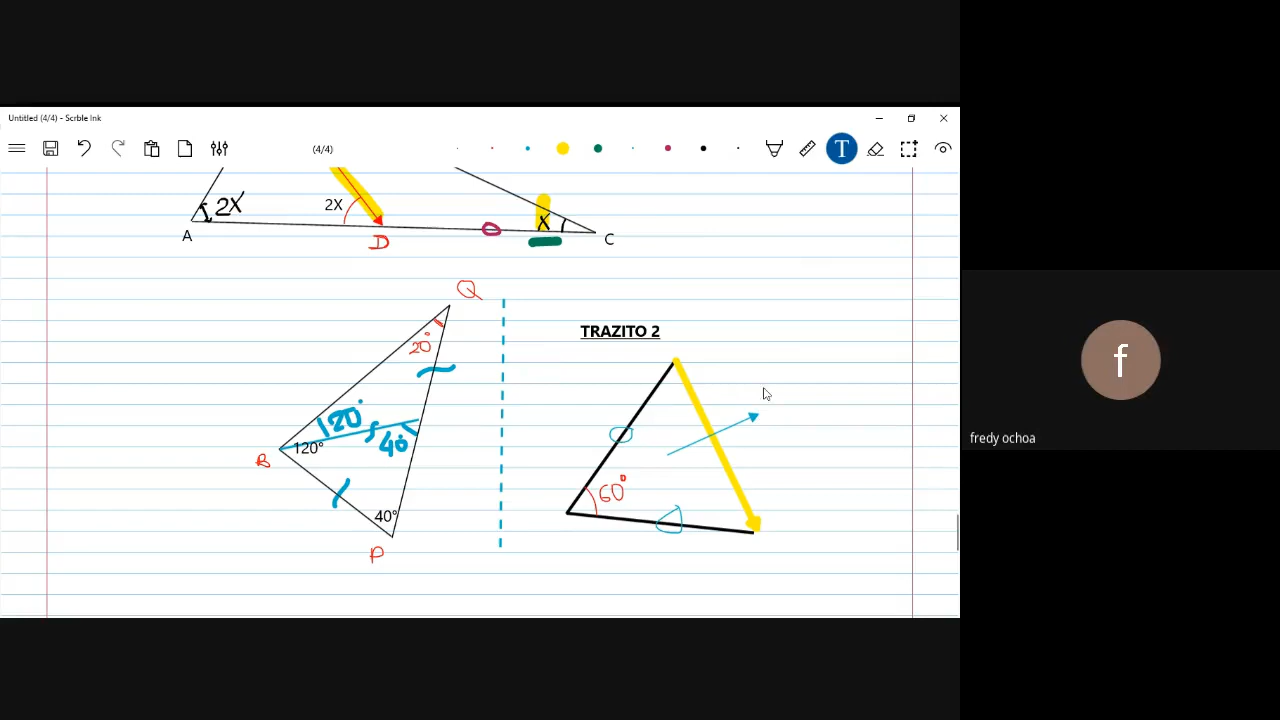 Untitled (4/4) - Scrble Ink
(4/4)
T
2X
2X
X
A
D
C
Q
20°
TRAZITO 2
120°
40
120°
B
60°
40°
P
f
fredy ochoa